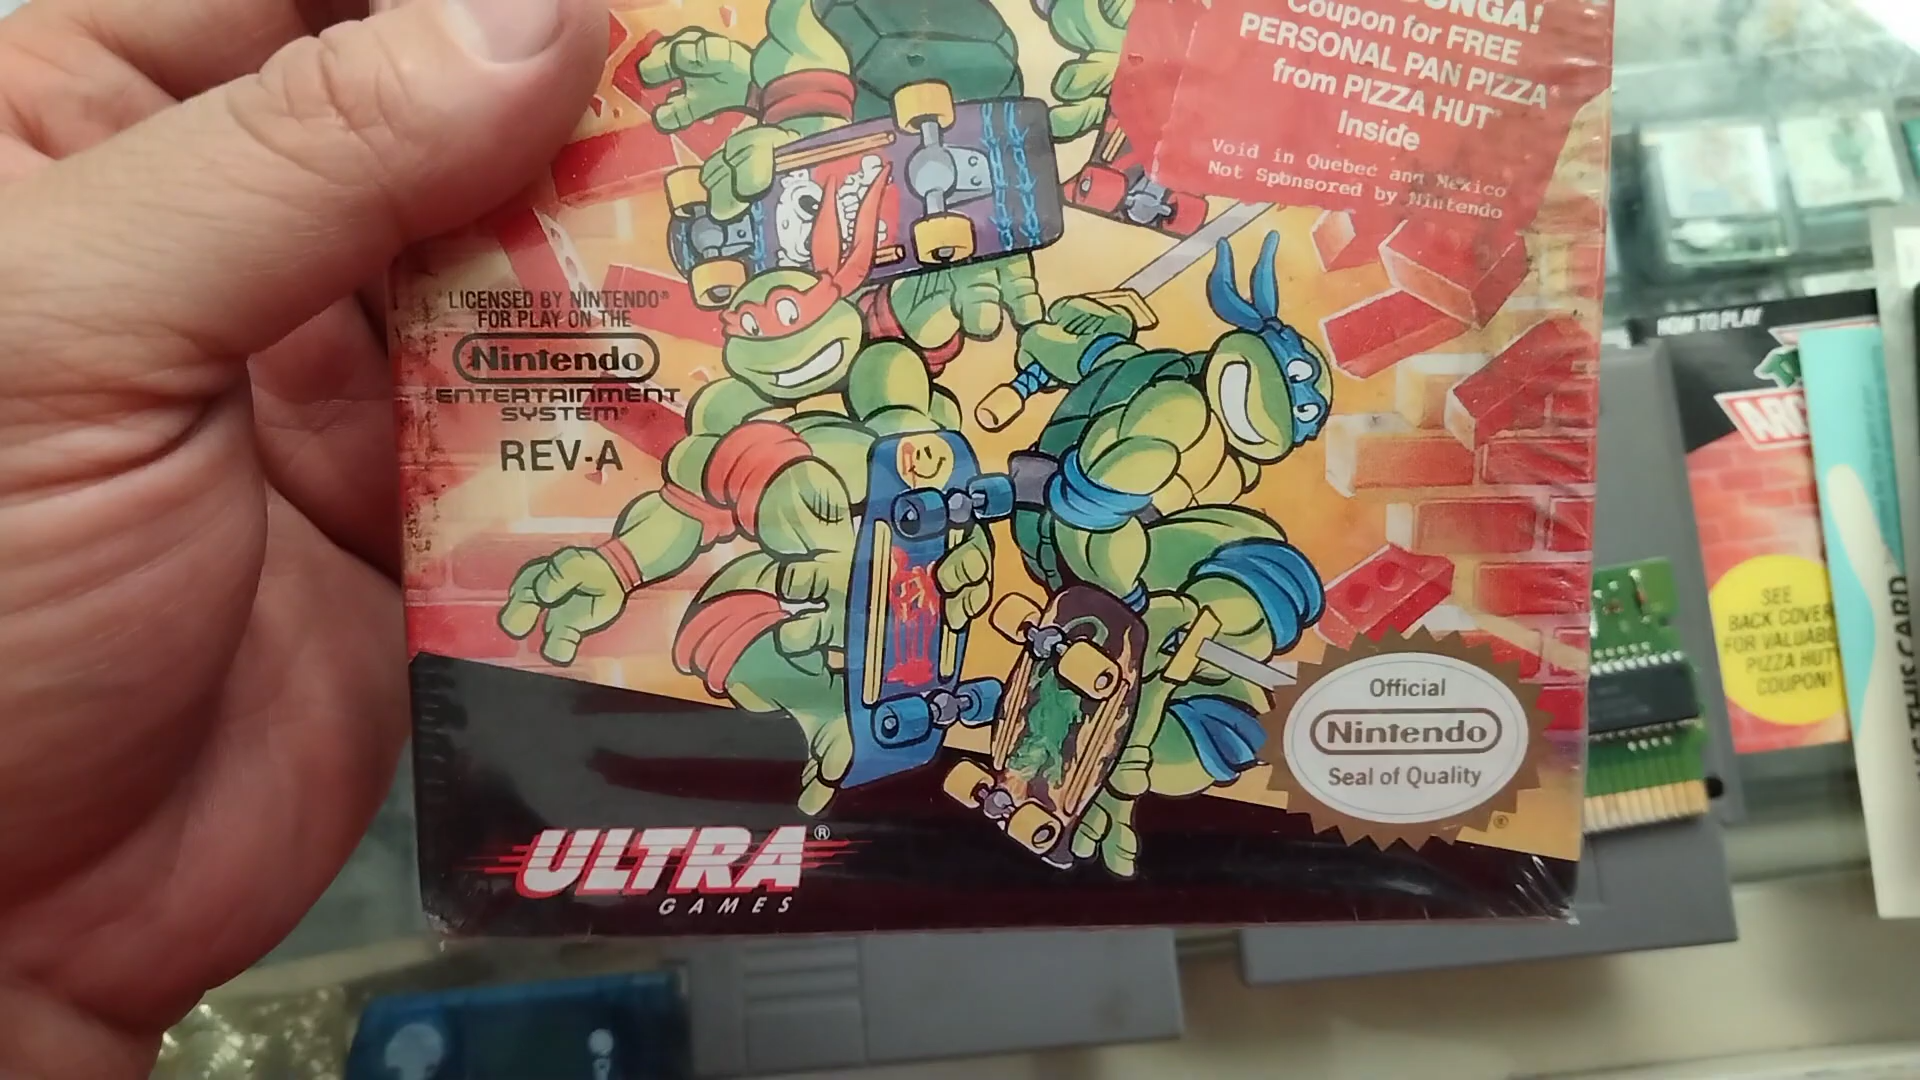 Coupon for FREE
PERSONAL PAN PIZZA®
from PIZZA HUT®
Inside
Void in Quebec and Mexico
Not Sponsored by Nintendo
LICENSED BY NINTENDO®
FOR PLAY ON THE
Nintendo
ENTERTAINMENT
SYSTEM®
REV-A
Official
Nintendo
Seal of Quality
®
ULTRA®
GAMES
HOW TO PLAY
SEE
BACK COVER
FOR
PIZZA HUT
COUPON!
THIS CARD